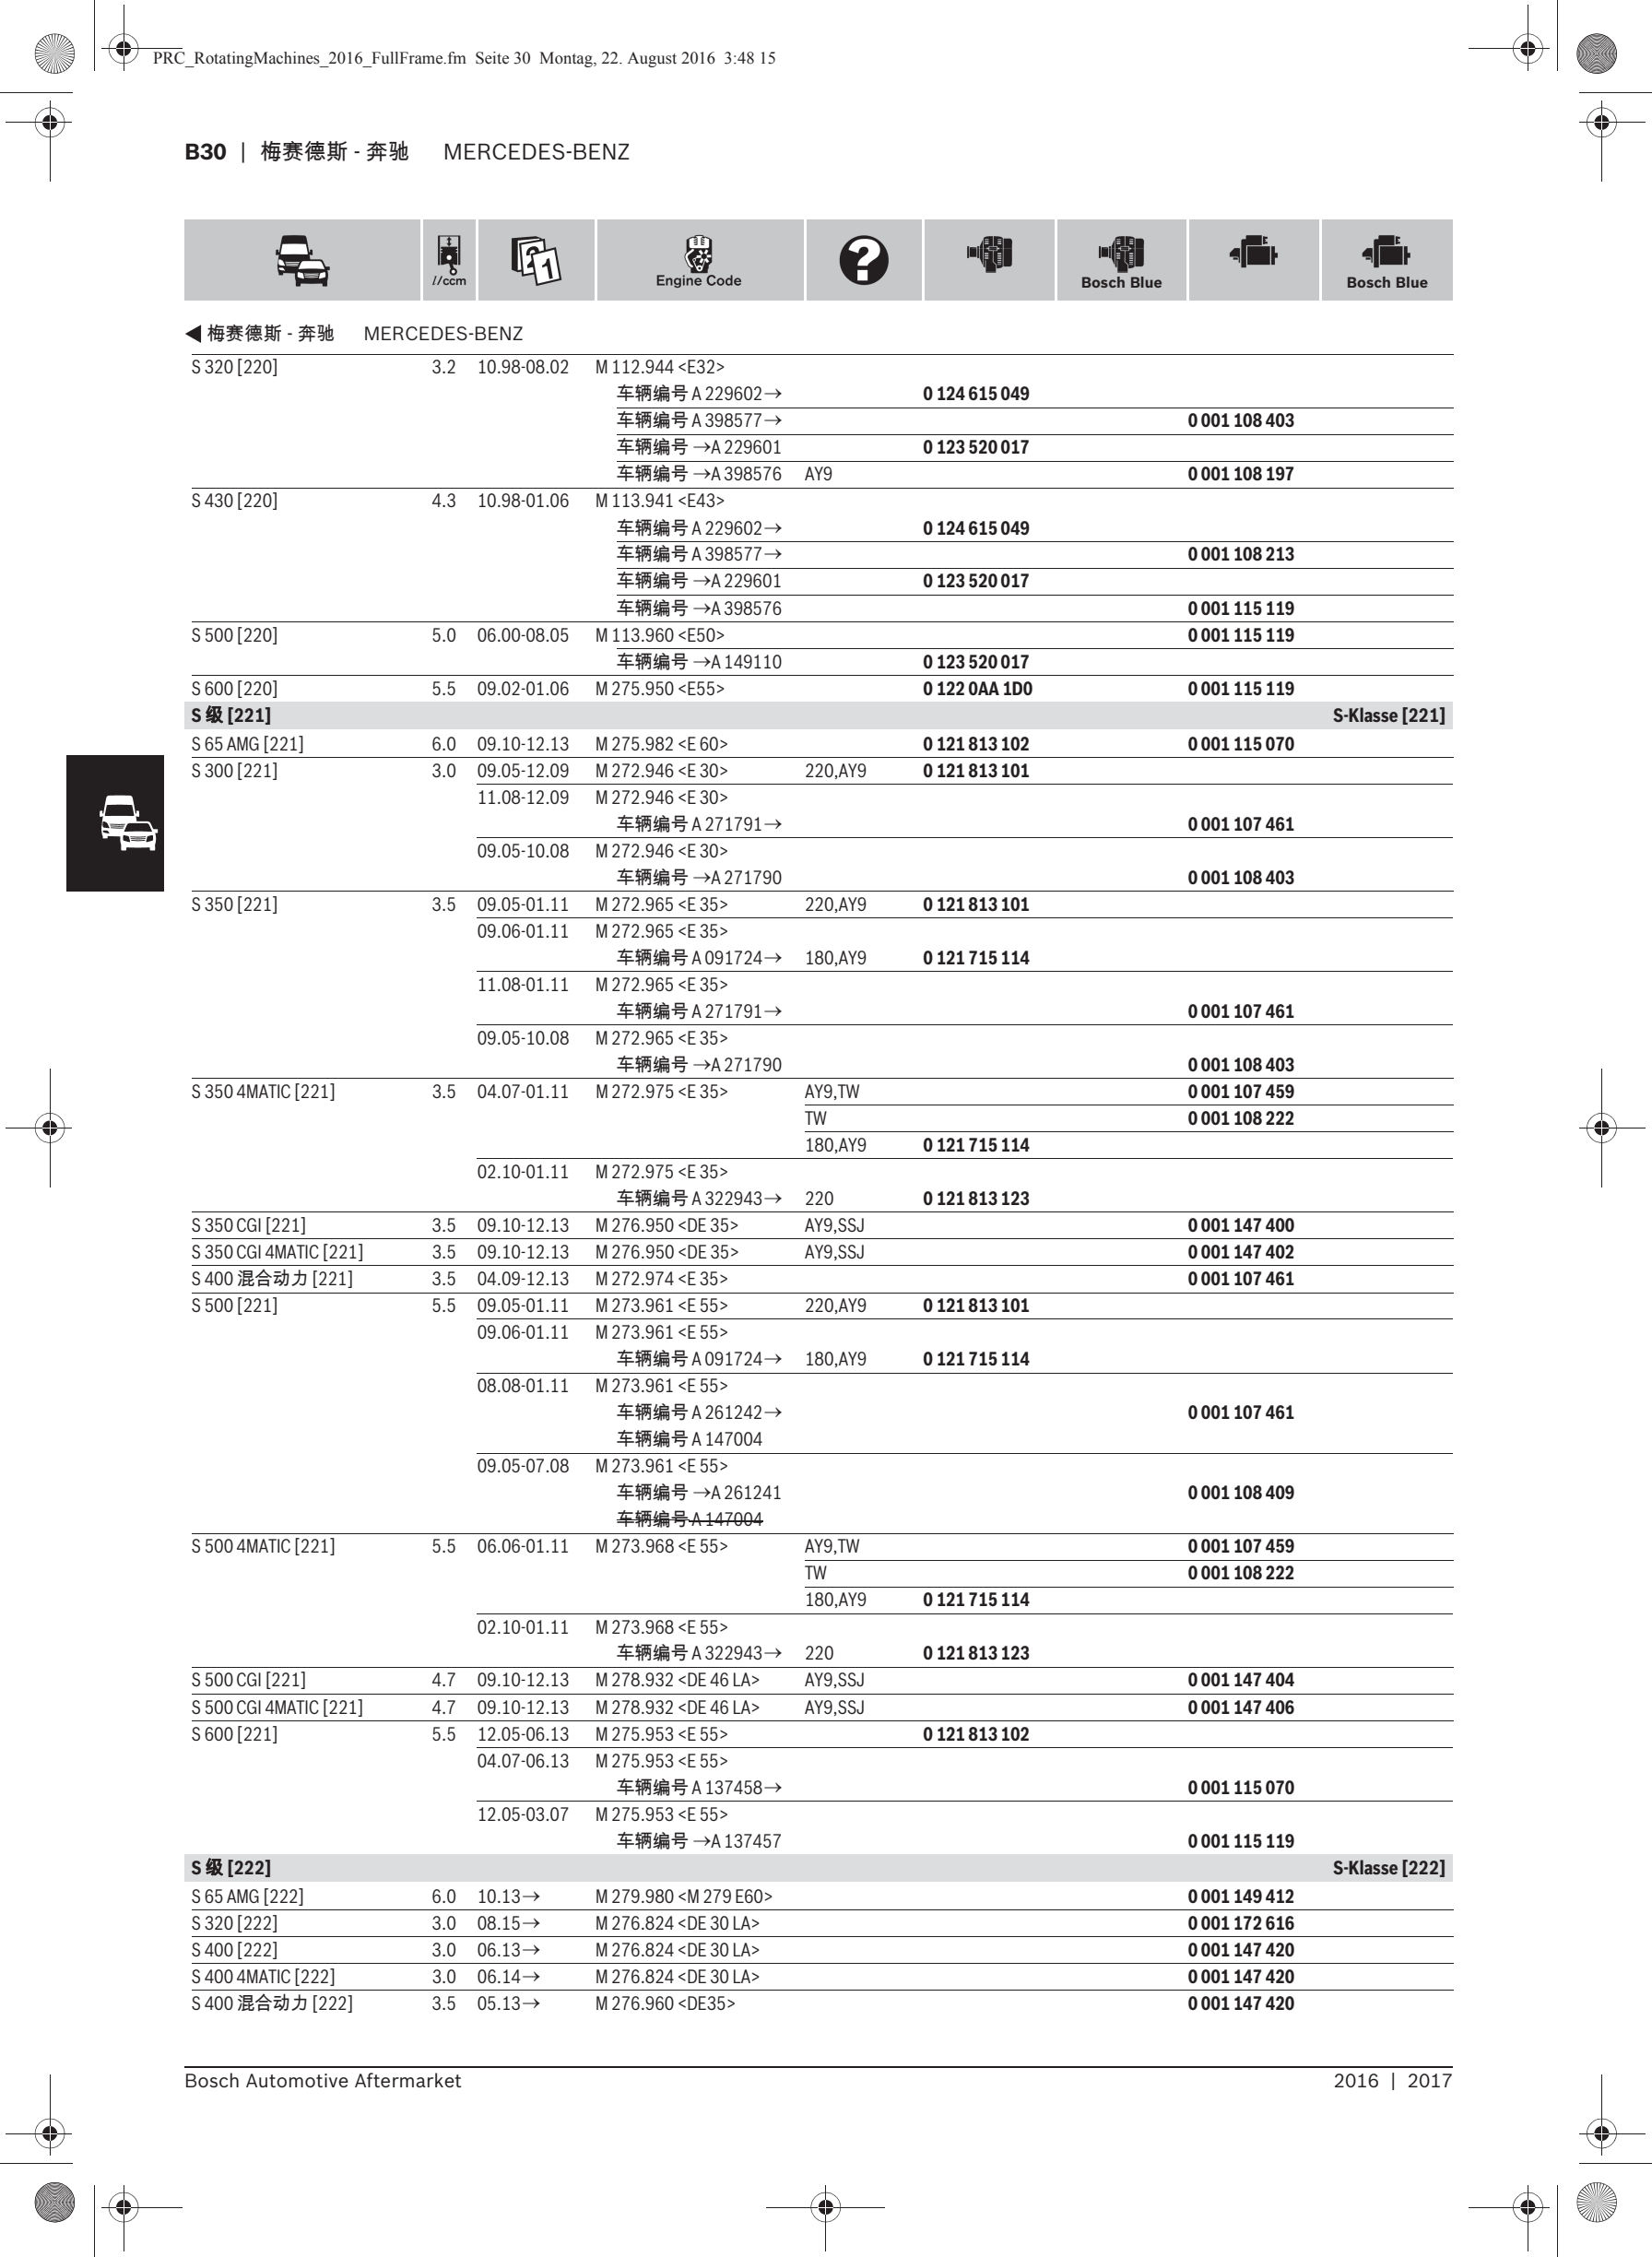 PRC_RotatingMachines_2016_FullFrame.fm Seite 30 Montag, 22. August 2016 3:48 15
B30 | 梅赛德斯 - 奔驰 MERCEDES-BENZ
l/ccm Engine Code Bosch Blue Bosch Blue
梅赛德斯 - 奔驰 MERCEDES-BENZ
S 320 [220] 3.2 10.98-08.02 M 112.944 <E32>
车辆编号 A 229602→ 0 124 615 049
车辆编号 A 398577→ 0 001 108 403
车辆编号 →A 229601 0 123 520 017
车辆编号 →A 398576 AY9 0 001 108 197
S 430 [220] 4.3 10.98-01.06 M 113.941 <E43>
车辆编号 A 229602→ 0 124 615 049
车辆编号 A 398577→ 0 001 108 213
车辆编号 →A 229601 0 123 520 017
车辆编号 →A 398576 0 001 115 119
S 500 [220] 5.0 06.00-08.05 M 113.960 <E50> 0 001 115 119
车辆编号 →A 149110 0 123 520 017
S 600 [220] 5.5 09.02-01.06 M 275.950 <E55> 0 122 0AA 1D0 0 001 115 119
S 级 [221] S-Klasse [221]
S 65 AMG [221] 6.0 09.10-12.13 M 275.982 <E 60> 0 121 813 102 0 001 115 070
S 300 [221] 3.0 09.05-12.09 M 272.946 <E 30> 220,AY9 0 121 813 101
11.08-12.09 M 272.946 <E 30>
车辆编号 A 271791→ 0 001 107 461
09.05-10.08 M 272.946 <E 30>
车辆编号 →A 271790 0 001 108 403
S 350 [221] 3.5 09.05-01.11 M 272.965 <E 35> 220,AY9 0 121 813 101
09.06-01.11 M 272.965 <E 35>
车辆编号 A 091724→ 180,AY9 0 121 715 114
11.08-01.11 M 272.965 <E 35>
车辆编号 A 271791→ 0 001 107 461
09.05-10.08 M 272.965 <E 35>
车辆编号 →A 271790 0 001 108 403
S 350 4MATIC [221] 3.5 04.07-01.11 M 272.975 <E 35> AY9,TW 0 001 107 459
TW 0 001 108 222
180,AY9 0 121 715 114
02.10-01.11 M 272.975 <E 35>
车辆编号 A 322943→ 220 0 121 813 123
S 350 CGI [221] 3.5 09.10-12.13 M 276.950 <DE 35> AY9,SSJ 0 001 147 400
S 350 CGI 4MATIC [221] 3.5 09.10-12.13 M 276.950 <DE 35> AY9,SSJ 0 001 147 402
S 400 混合动力 [221] 3.5 04.09-12.13 M 272.974 <E 35> 0 001 107 461
S 500 [221] 5.5 09.05-01.11 M 273.961 <E 55> 220,AY9 0 121 813 101
09.06-01.11 M 273.961 <E 55>
车辆编号 A 091724→ 180,AY9 0 121 715 114
08.08-01.11 M 273.961 <E 55>
车辆编号 A 261242→ 0 001 107 461
车辆编号 A 147004
09.05-07.08 M 273.961 <E 55>
车辆编号 →A 261241 0 001 108 409
车辆编号 A 147004
S 500 4MATIC [221] 5.5 06.06-01.11 M 273.968 <E 55> AY9,TW 0 001 107 459
TW 0 001 108 222
180,AY9 0 121 715 114
02.10-01.11 M 273.968 <E 55>
车辆编号 A 322943→ 220 0 121 813 123
S 500 CGI [221] 4.7 09.10-12.13 M 278.932 <DE 46 LA> AY9,SSJ 0 001 147 404
S 500 CGI 4MATIC [221] 4.7 09.10-12.13 M 278.932 <DE 46 LA> AY9,SSJ 0 001 147 406
S 600 [221] 5.5 12.05-06.13 M 275.953 <E 55> 0 121 813 102
04.07-06.13 M 275.953 <E 55>
车辆编号 A 137458→ 0 001 115 070
12.05-03.07 M 275.953 <E 55>
车辆编号 →A 137457 0 001 115 119
S 级 [222] S-Klasse [222]
S 65 AMG [222] 6.0 10.13→ M 279.980 <M 279 E60> 0 001 149 412
S 320 [222] 3.0 08.15→ M 276.824 <DE 30 LA> 0 001 172 616
S 400 [222] 3.0 06.13→ M 276.824 <DE 30 LA> 0 001 147 420
S 400 4MATIC [222] 3.0 06.14→ M 276.824 <DE 30 LA> 0 001 147 420
S 400 混合动力 [222] 3.5 05.13→ M 276.960 <DE35> 0 001 147 420
Bosch Automotive Aftermarket 2016 | 2017